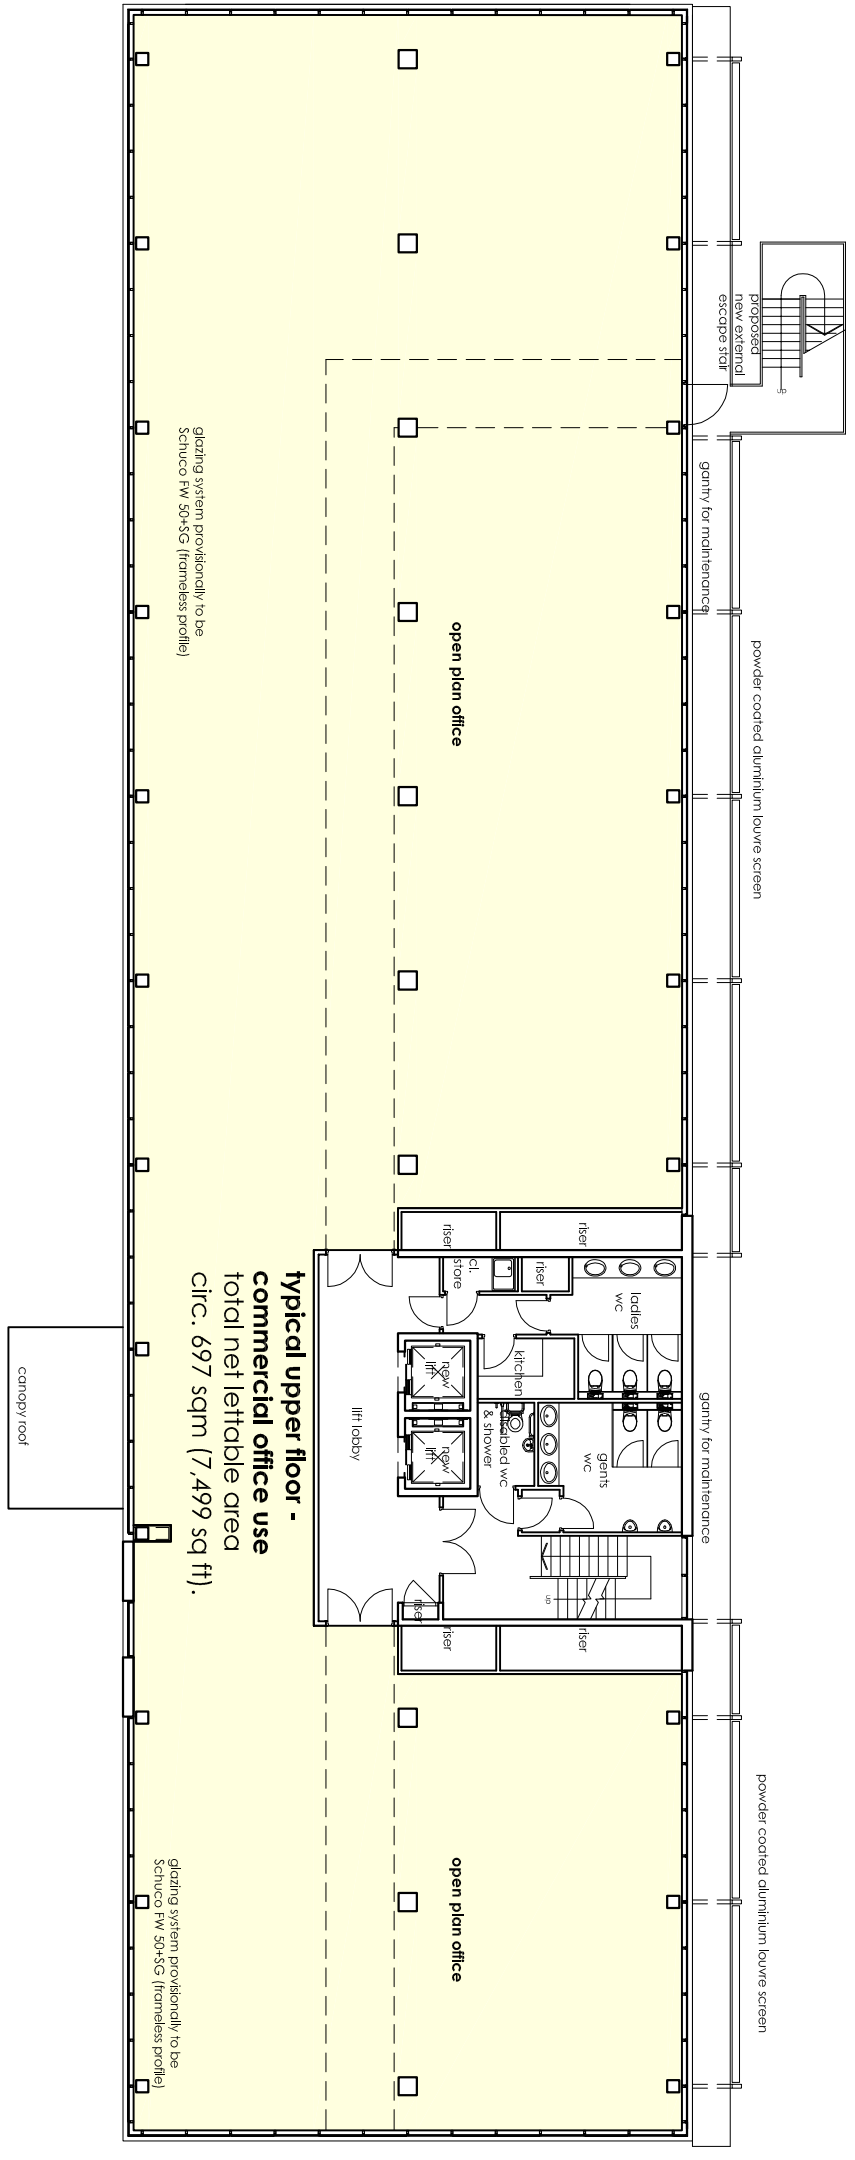 proposed
new external
escape stair
up
gantry for maintenance
powder coated aluminium louvre screen
glazing system provisionally to be
Schuco FW 50+SG (frameless profile)
open plan office
riser
riser
cl.
store
riser
ladies
wc
kitchen
new
lift
new
lift
disabled wc
& shower
gents
wc
gantry for maintenance
lift lobby
typical upper floor -
commercial office use
total net lettable area
circ. 697 sqm (7,499 sq ft).
canopy roof
up
riser
riser
riser
open plan office
powder coated aluminium louvre screen
glazing system provisionally to be
Schuco FW 50+SG (frameless profile)